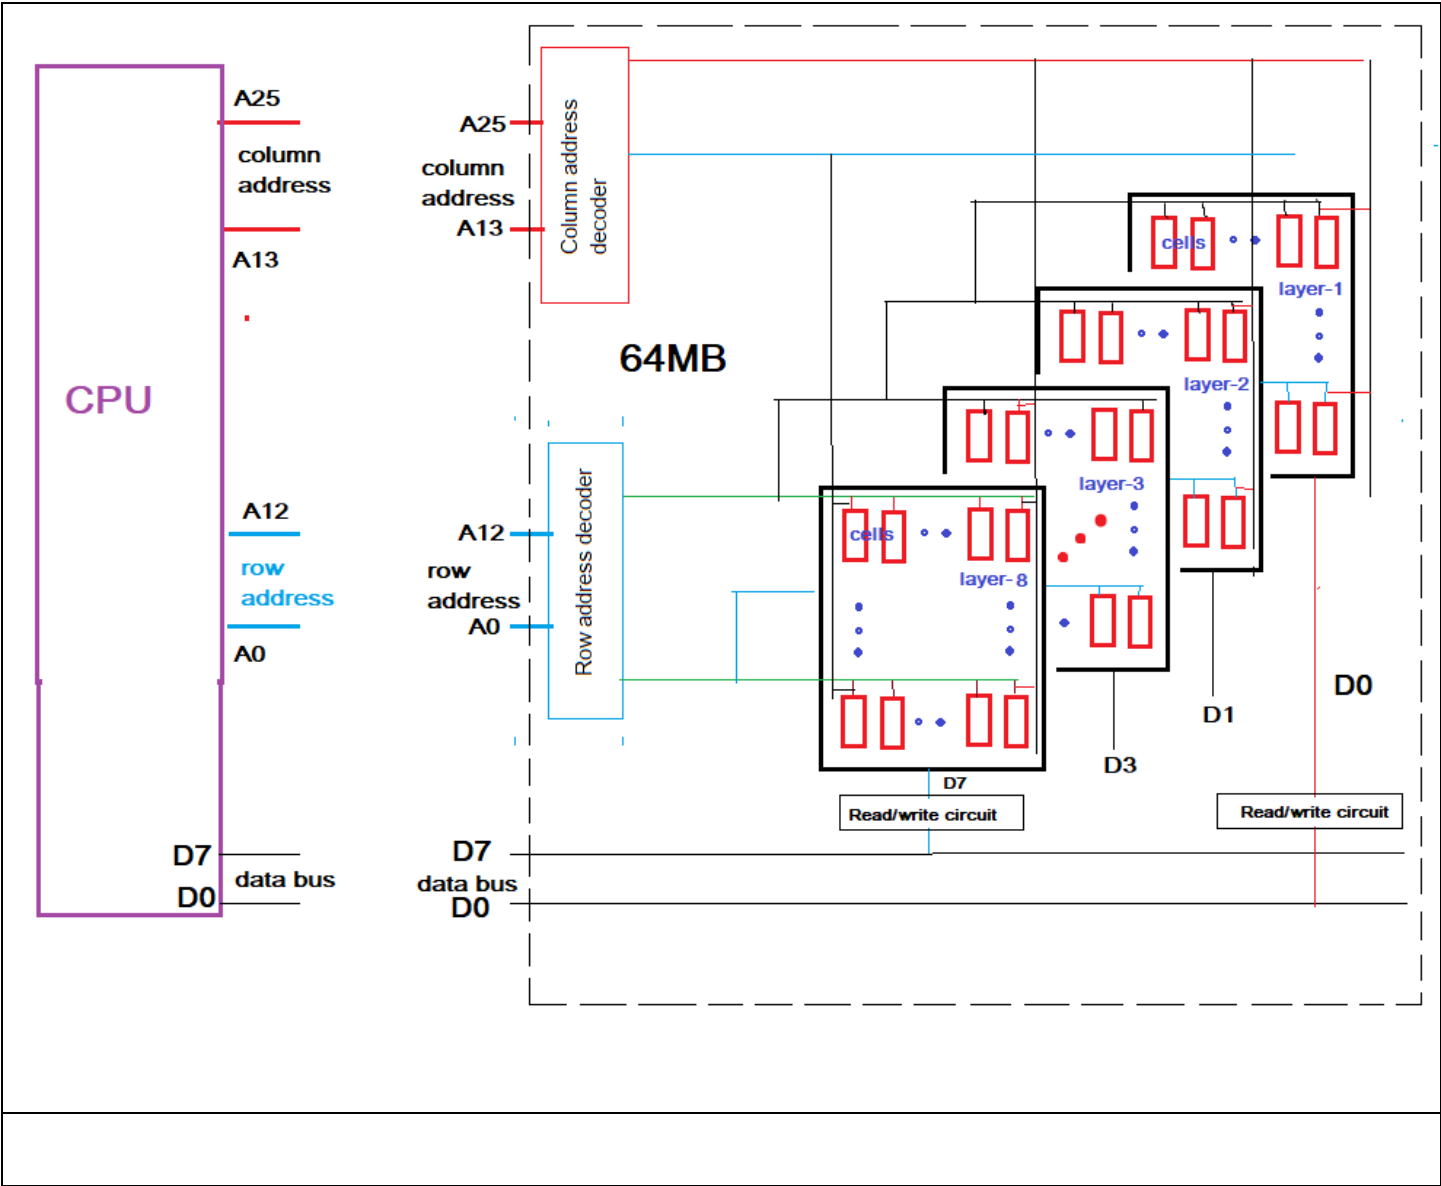 CPU
A25
column
address
A13
A12
row
address
A0
D7
data bus
D0
A25
column
address
A13
Column address
decoder
64MB
A12
row
address
A0
Row address decoder
cells
layer-1
layer-2
layer-3
cells
layer-8
D0
D1
D3
D7
Read/write circuit
Read/write circuit
D7
data bus
D0